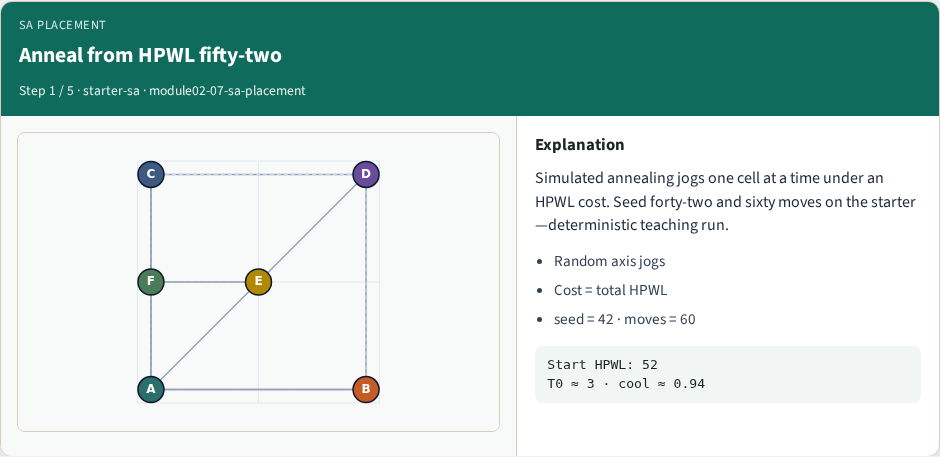 SA PLACEMENT
Anneal from HPWL fifty-two
Step 1 / 5 · starter-sa · module02-07-sa-placement
C
D
F
E
A
B
Explanation
Simulated annealing jogs one cell at a time under an
HPWL cost. Seed forty-two and sixty moves on the starter
—deterministic teaching run.
• Random axis jogs
• Cost = total HPWL
• seed = 42 · moves = 60
Start HPWL: 52
T0 ≈ 3 · cool ≈ 0.94